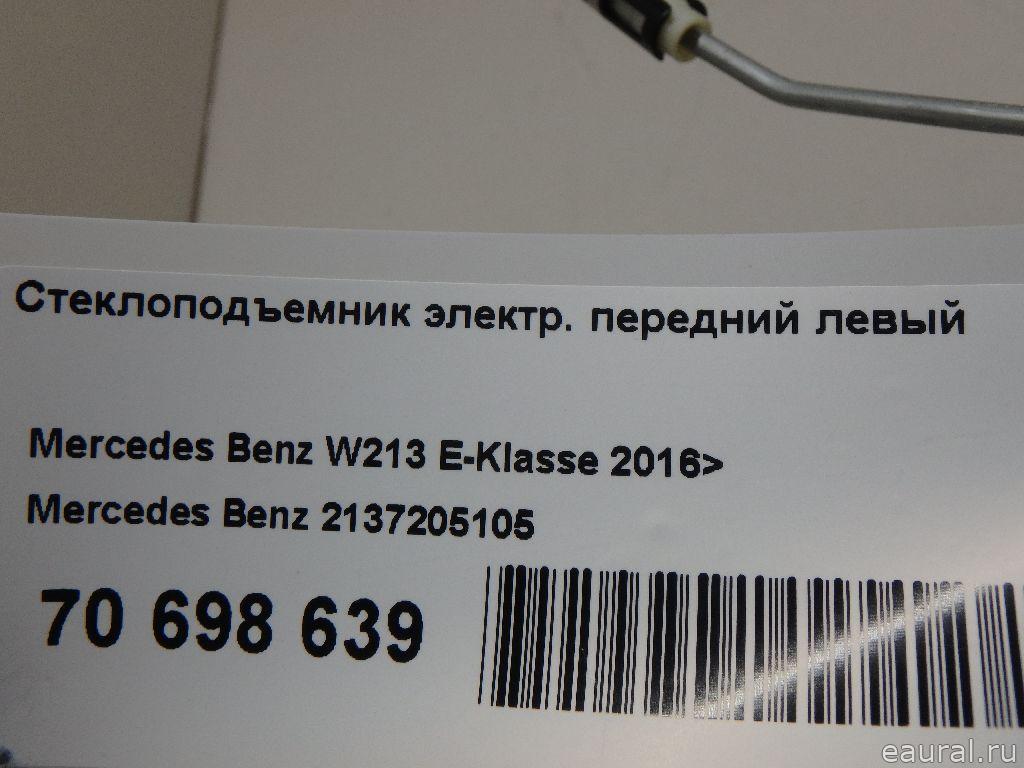 Стеклоподъемник электр. передний левый
Mercedes Benz W213 E-Klasse 2016>
Mercedes Benz 2137205105
70 698 639
eaural.ru